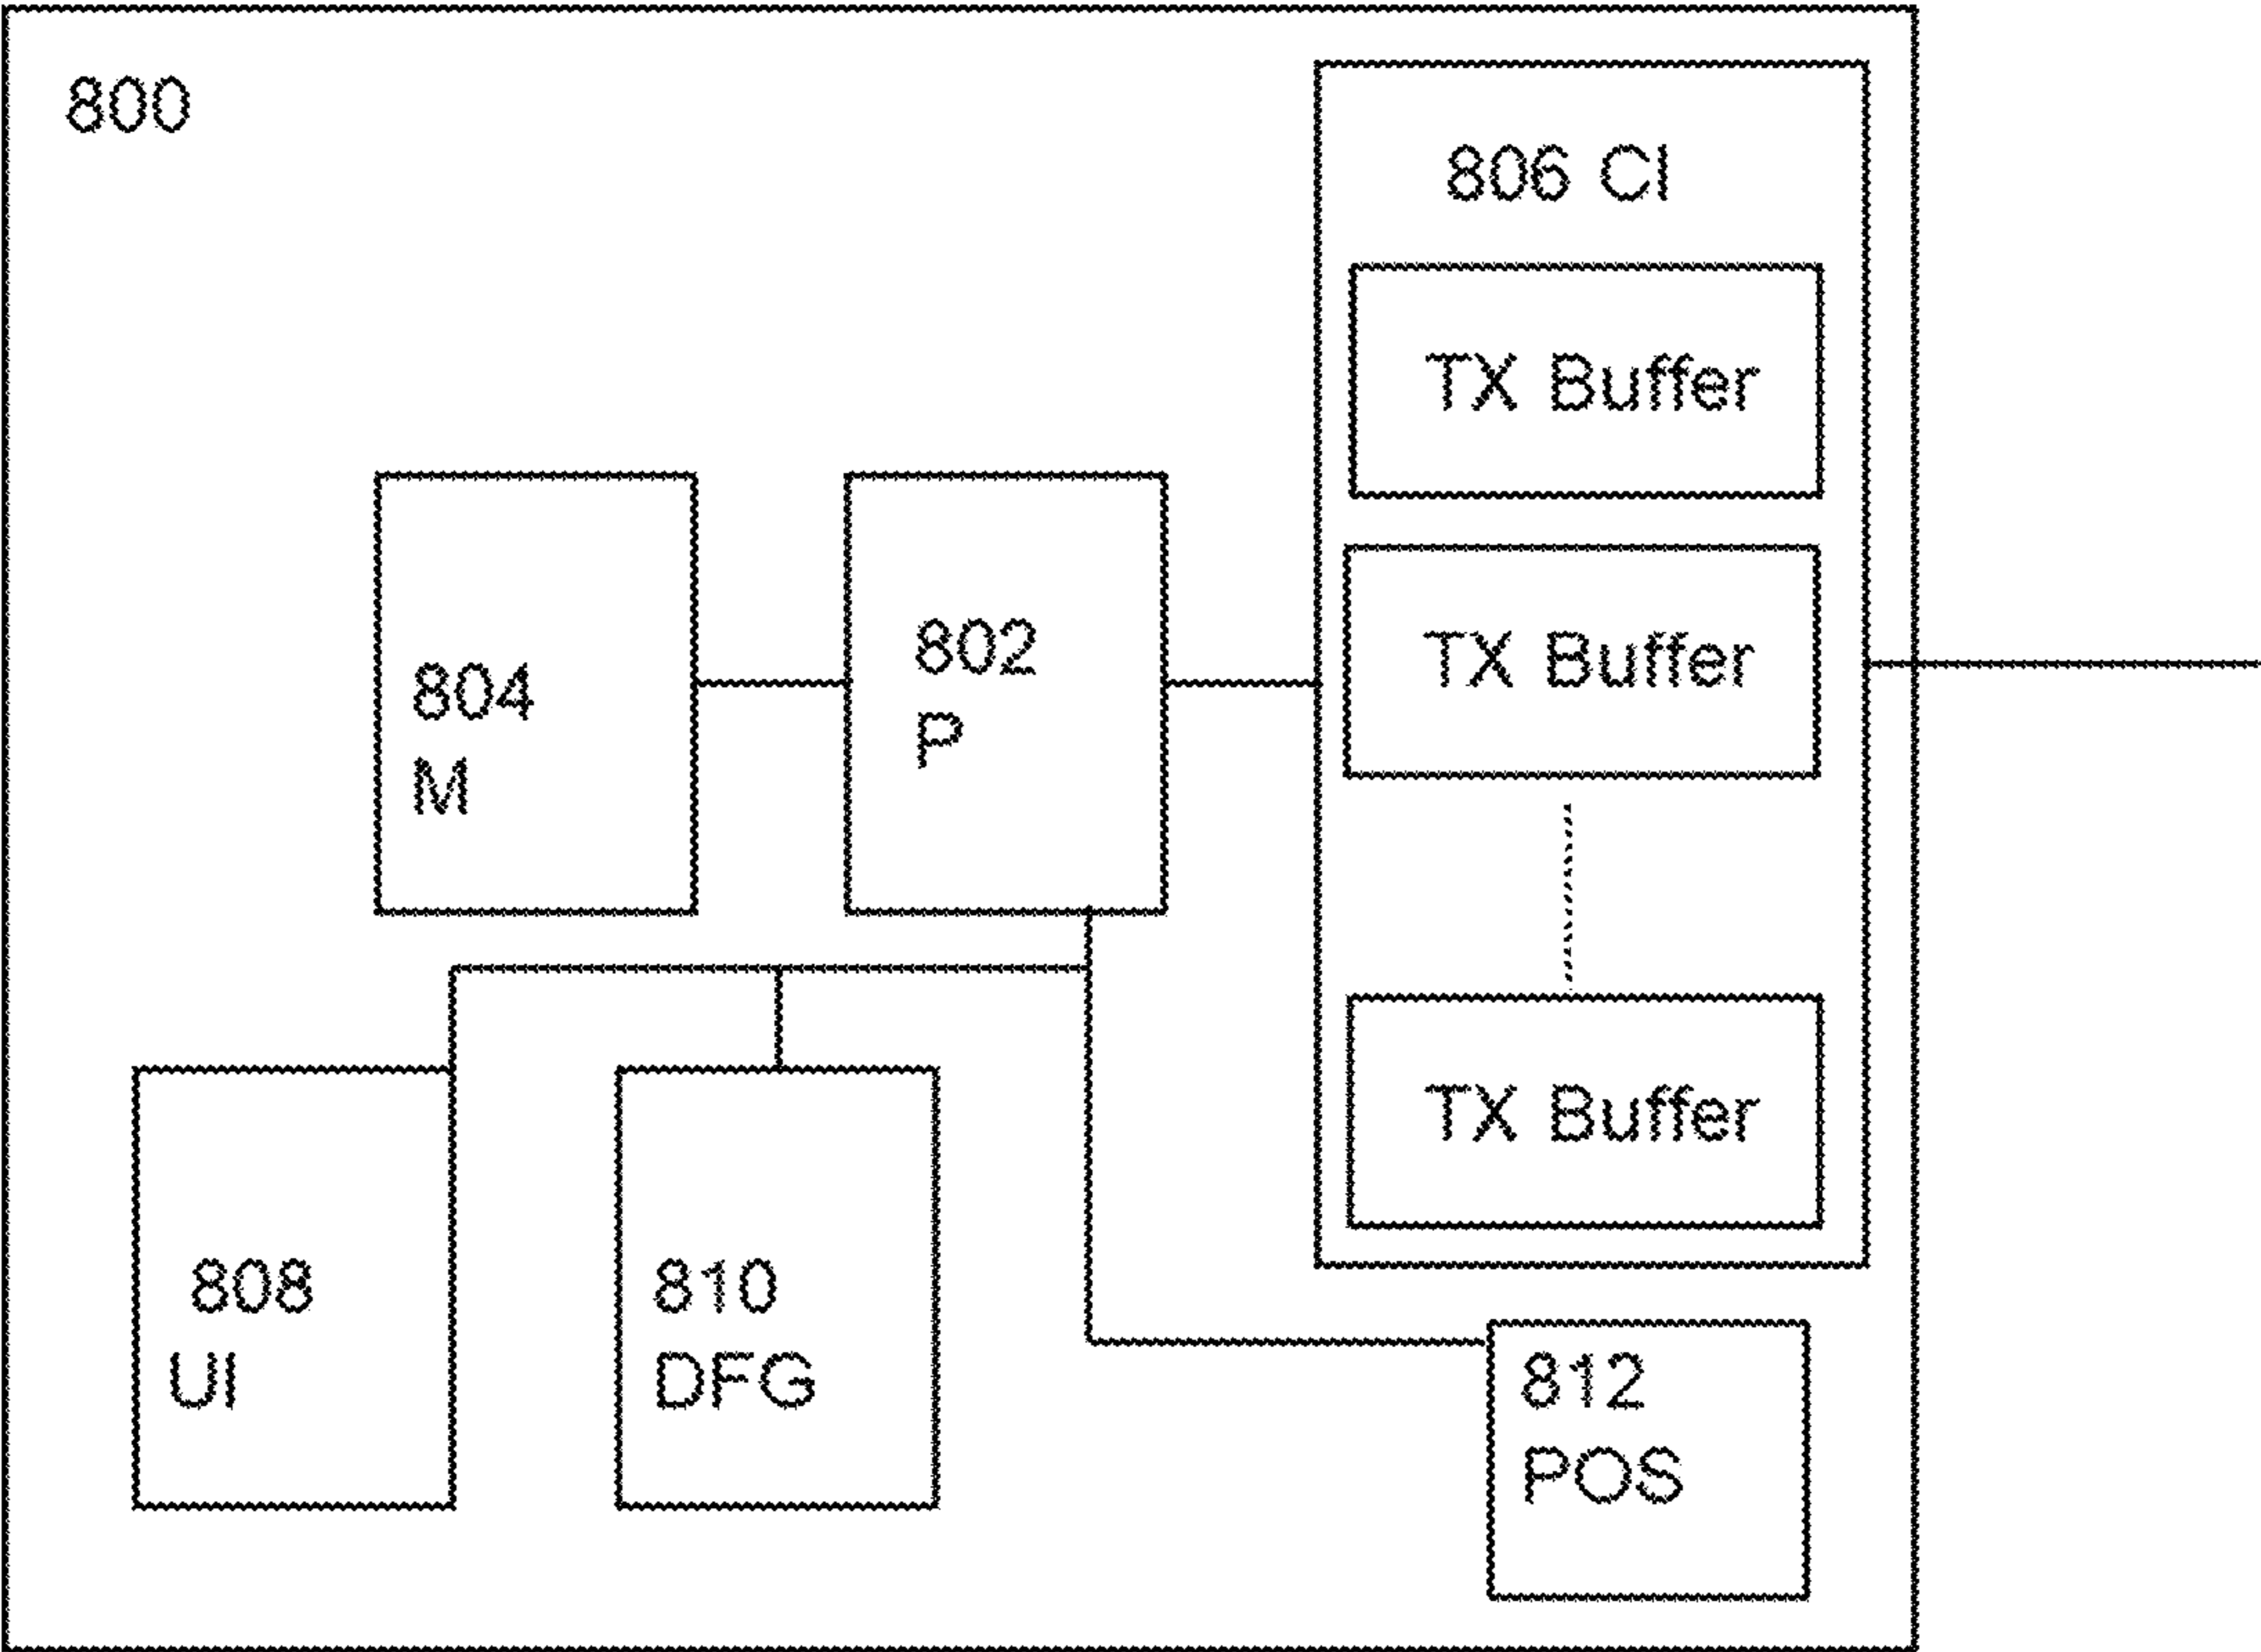 800
806 CI
TX Buffer
TX Buffer
802
P
804
M
TX Buffer
808
UI
810
DFG
812
POS